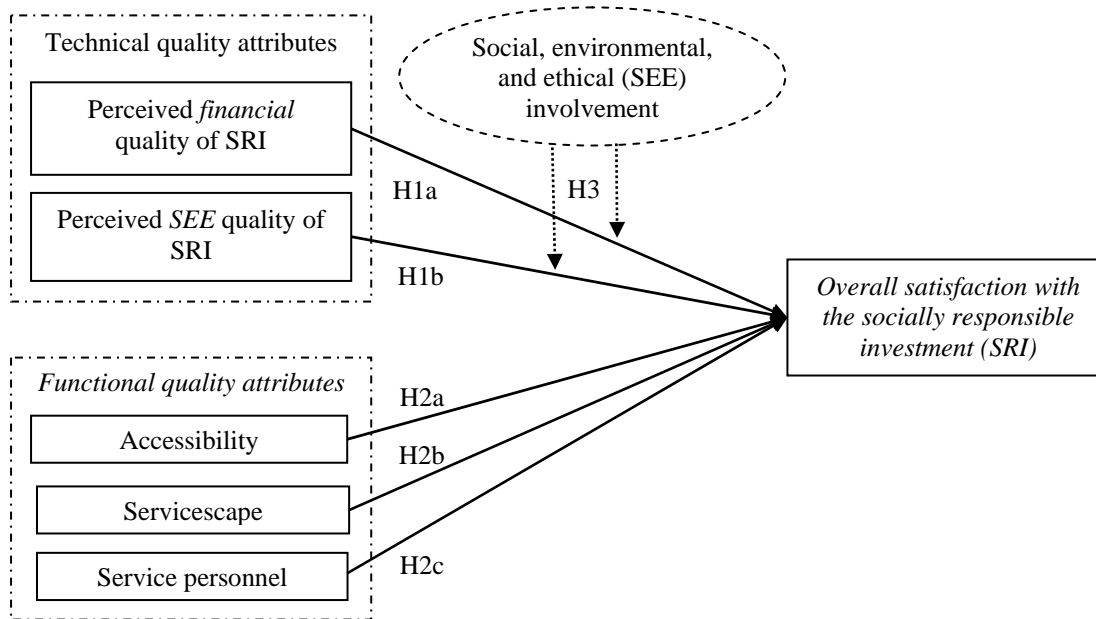 Technical quality attributes
Perceived financial
quality of SRI
Perceived SEE quality of
SRI
Social, environmental,
and ethical (SEE)
involvement
H1a
H3
H1b
Overall satisfaction with
the socially responsible
investment (SRI)
Functional quality attributes
Accessibility
Servicescape
Service personnel
H2a
H2b
H2c